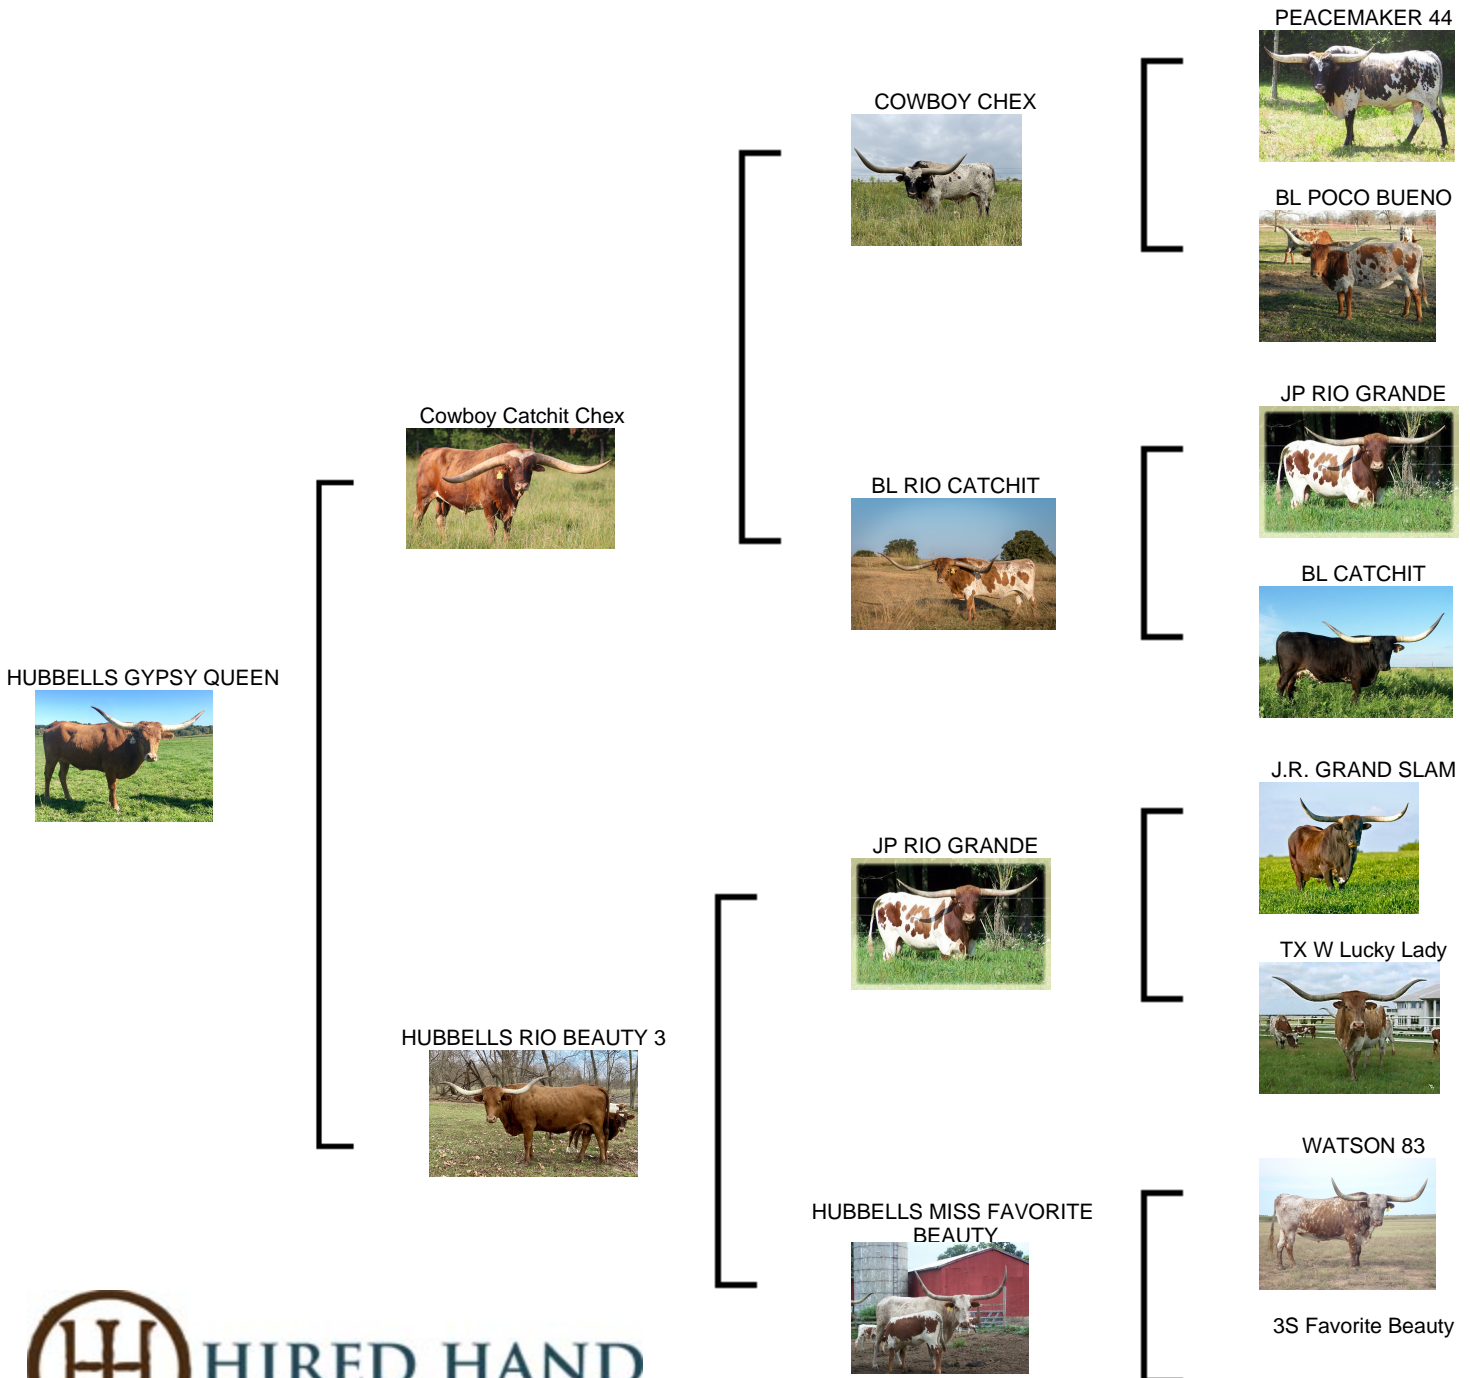 PEACEMAKER 44
COWBOY CHEX
BL POCO BUENO
JP RIO GRANDE
Cowboy Catchit Chex
BL RIO CATCHIT
BL CATCHIT
HUBBELLS GYPSY QUEEN
J.R. GRAND SLAM
JP RIO GRANDE
TX W Lucky Lady
HUBBELLS RIO BEAUTY 3
WATSON 83
HUBBELLS MISS FAVORITE
BEAUTY
3S Favorite Beauty
HIRED HAND